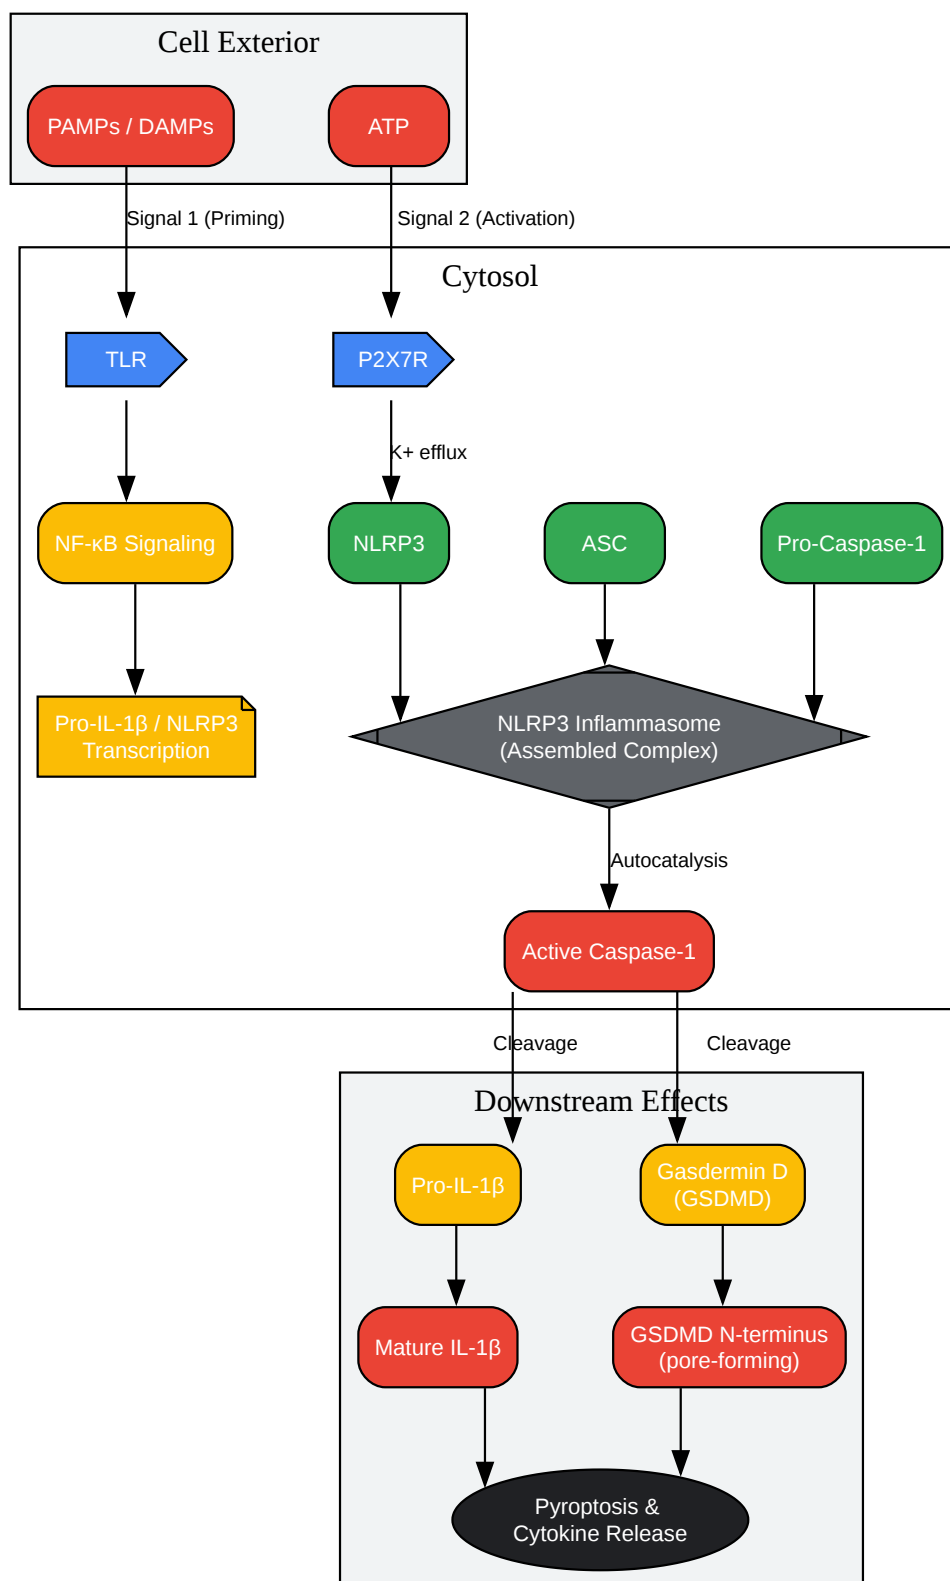 Cell Exterior
PAMPs / DAMPs
ATP
Signal 1 (Priming)
Signal 2 (Activation)
Cytosol
TLR
P2X7R
K+ efflux
NF-κB Signaling
NLRP3
ASC
Pro-Caspase-1
Pro-IL-1β / NLRP3
Transcription
NLRP3 Inflammasome
(Assembled Complex)
Autocatalysis
Active Caspase-1
Cleavage
Cleavage
Downstream Effects
Pro-IL-1β
Gasdermin D
(GSDMD)
Mature IL-1β
GSDMD N-terminus
(pore-forming)
Pyroptosis &
Cytokine Release